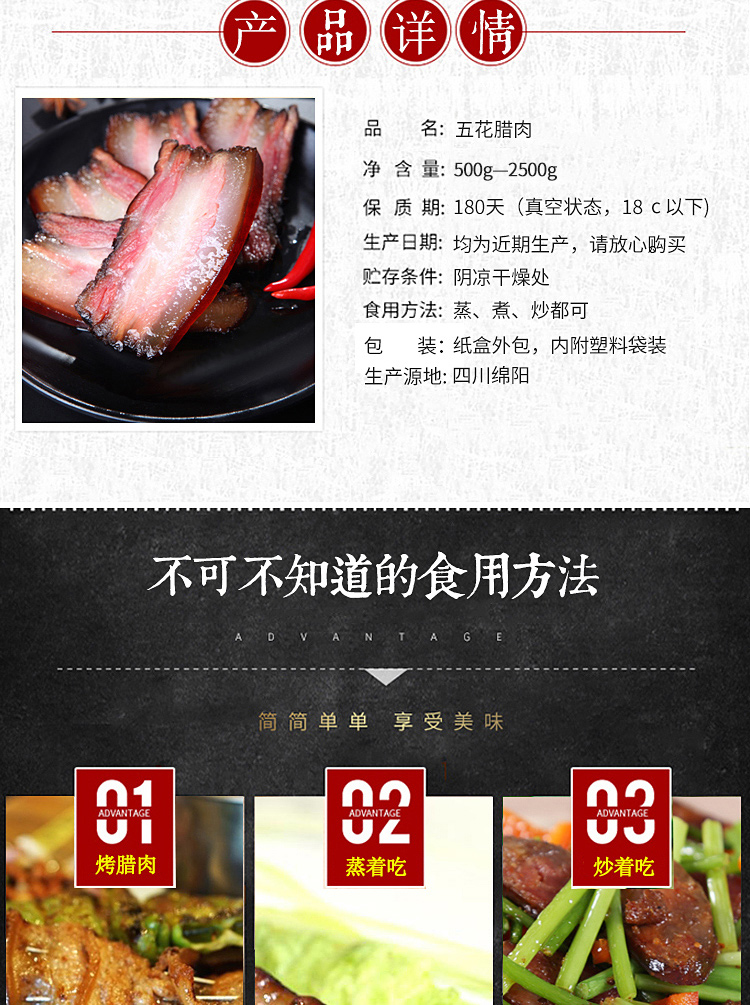 产品详情
品 名: 五花腊肉
净 含 量: 500g—2500g
保 质 期: 180天（真空状态，18 c以下)
生产日期: 均为近期生产，请放心购买
贮存条件: 阴凉干燥处
食用方法: 蒸、煮、炒都可
包 装: 纸盒外包，内附塑料袋装
生产源地: 四川绵阳
不可不知道的食用方法
ADVANTAGE
简简单单 享受美味
01
ADVANTAGE
烤腊肉
02
ADVANTAGE
蒸着吃
03
ADVANTAGE
炒着吃